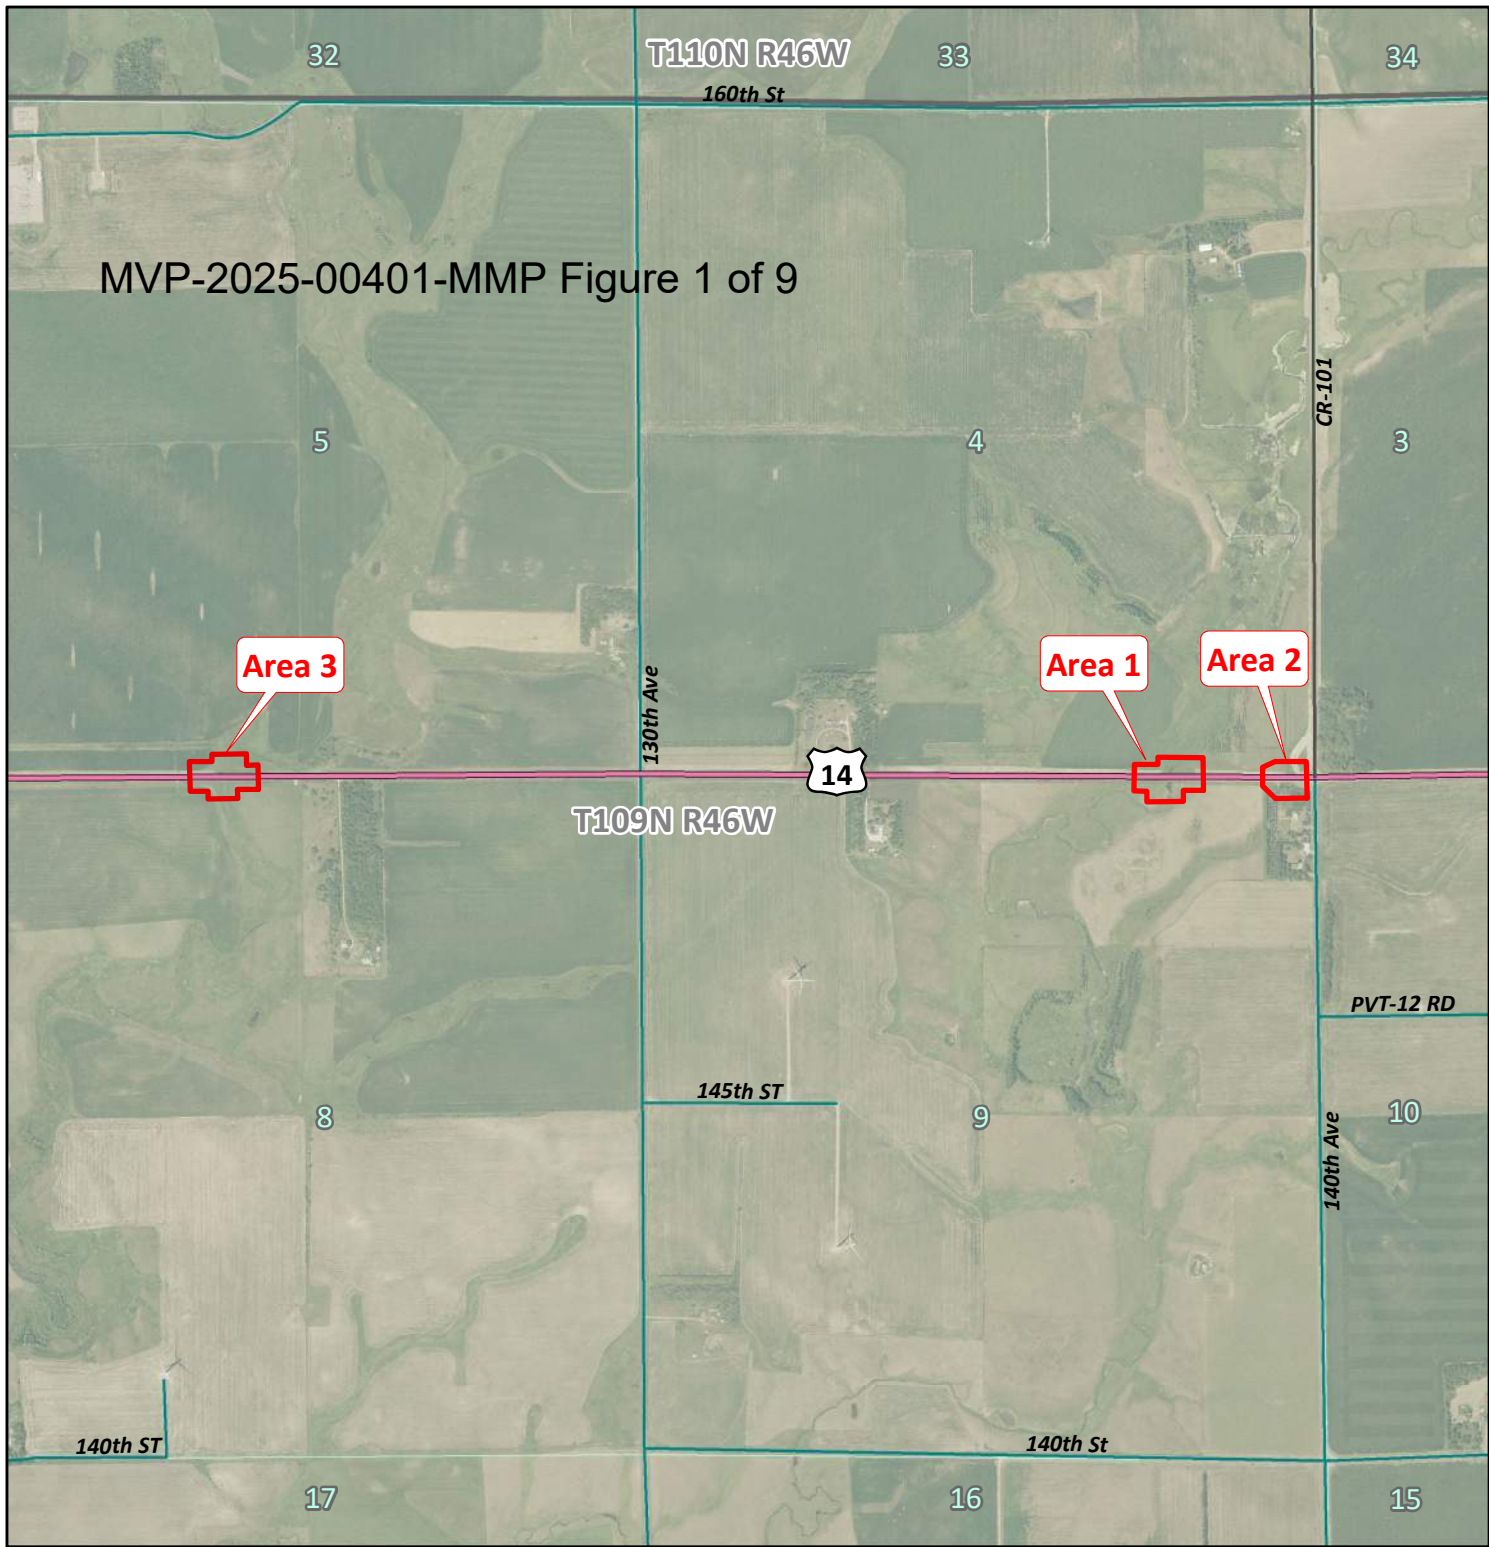 32
T110N R46W
33
34
160th St
MVP-2025-00401-MMP Figure 1 of 9
CR-101
5
4
3
Area 3
Area 1
Area 2
130th Ave
14
T109N R46W
PVT-12 RD
145th ST
8
9
10
140th Ave
140th ST
140th St
17
16
15